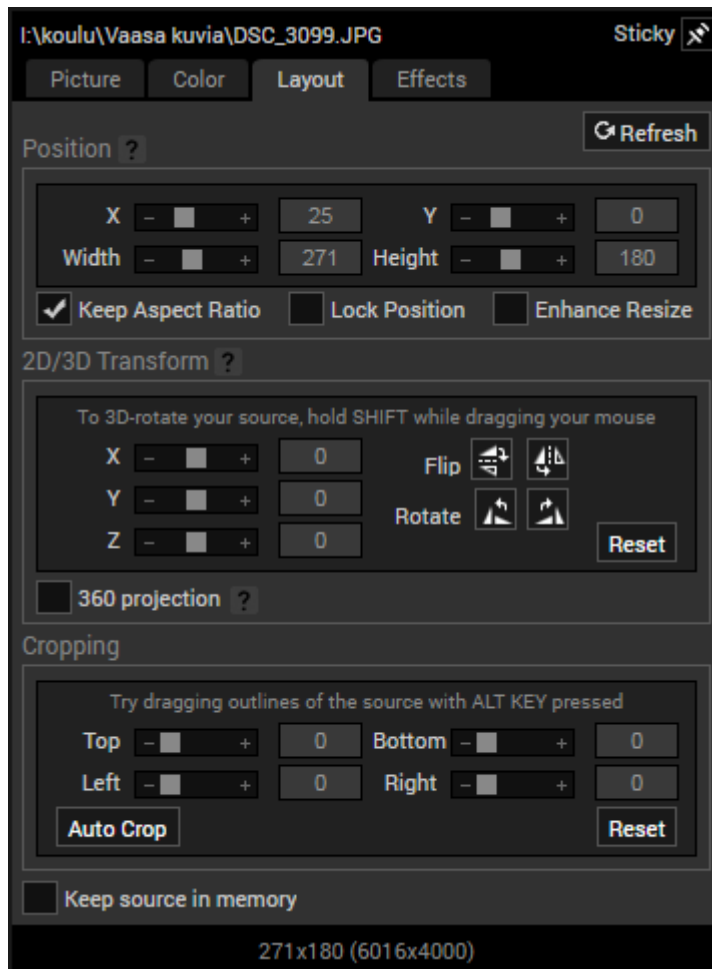 I:\koulu\Vaasa kuvia\DSC_3099.JPG Sticky
Picture Color Layout Effects
Refresh
Position ?
X - + 25 Y - + 0
Width - + 271 Height - + 180
Keep Aspect Ratio Lock Position Enhance Resize
2D/3D Transform ?
To 3D-rotate your source, hold SHIFT while dragging your mouse
X - + 0 Flip
Y - + 0
Rotate
Z - + 0 Reset
360 projection ?
Cropping
Try dragging outlines of the source with ALT KEY pressed
Top - + 0 Bottom - + 0
Left - + 0 Right - + 0
Auto Crop Reset
Keep source in memory
271x180 (6016x4000)